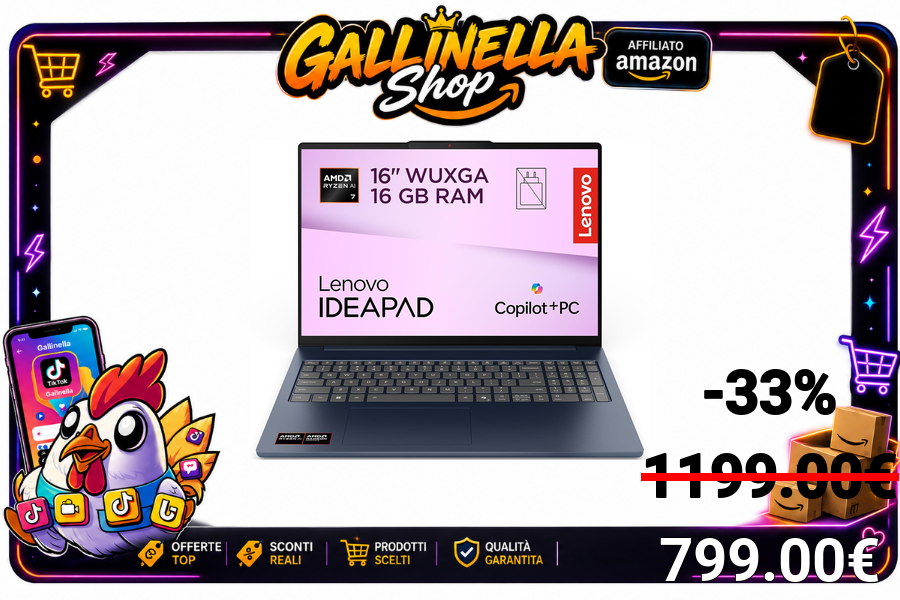 GALLINELLA
Shop
AFFILIATO
amazon
AMD
RYZEN AI
7
16" WUXGA
16 GB RAM
Lenovo
Lenovo
IDEAPAD
Copilot+PC
Gallinella
TikTok
Gallinella
-33%
1199.00€
799.00€
OFFERTE
TOP
SCONTI
REALI
PRODOTTI
SCELTI
QUALITÀ
GARANTITA